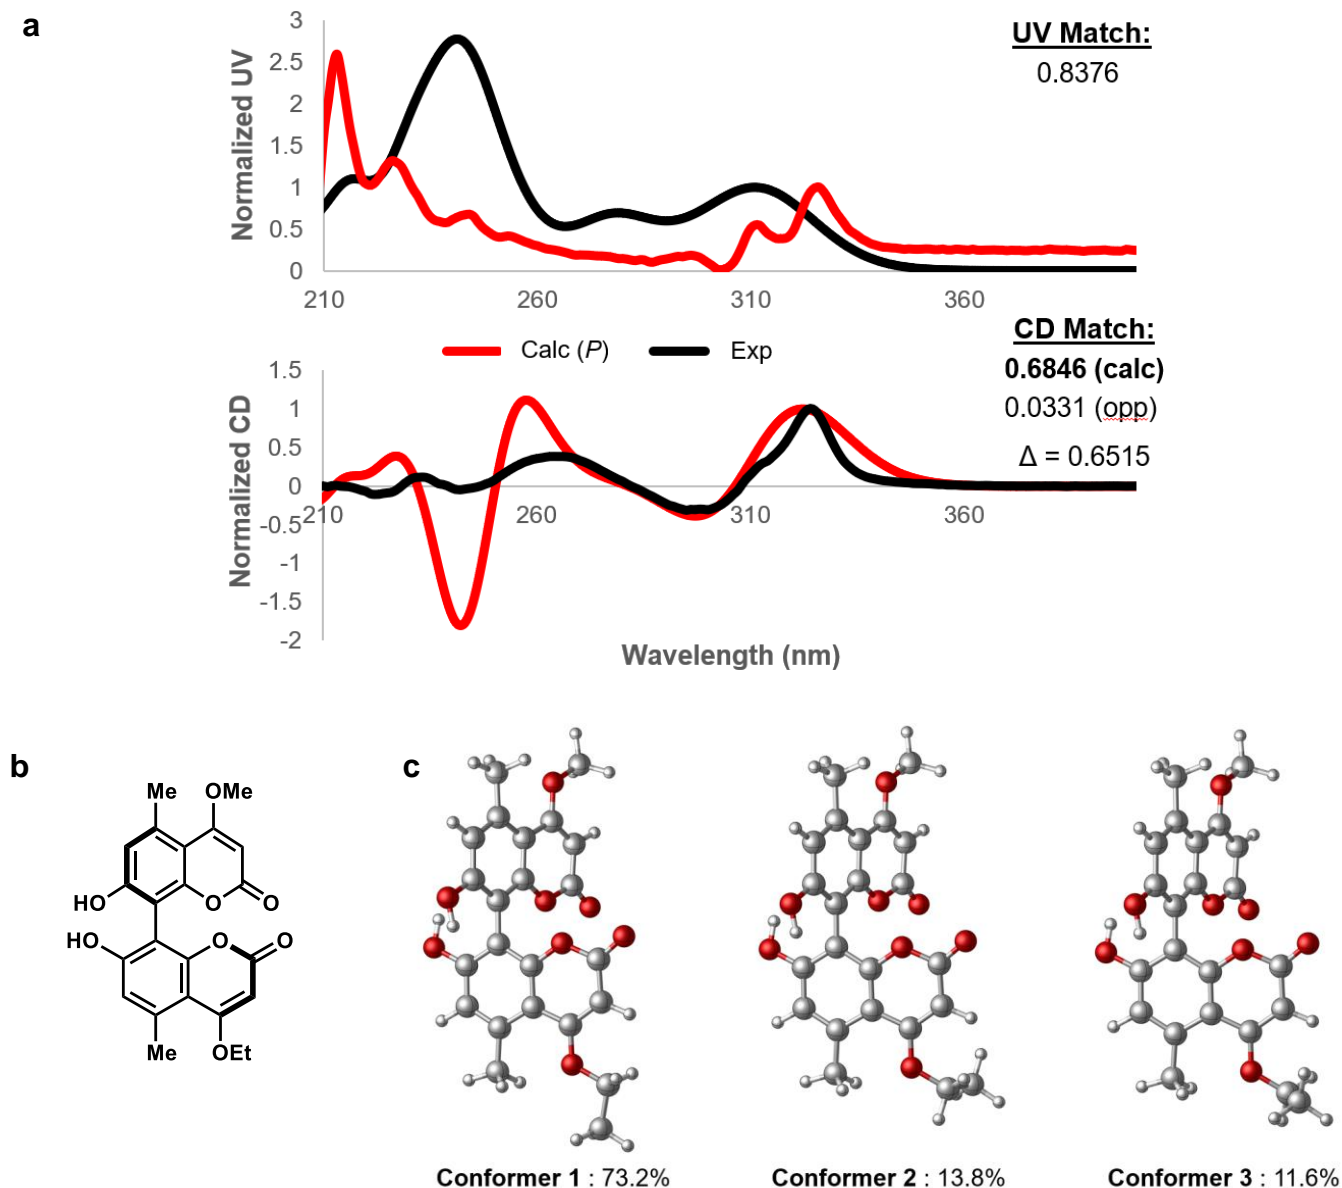 a
UV Match:
0.8376
Normalized UV
3
2.5
2
1.5
1
0.5
0
210 260 310 360
Calc (P) Exp
CD Match:
0.6846 (calc)
0.0331 (opp)
Δ = 0.6515
Normalized CD
1.5
1
0.5
0
-0.5
-1
-1.5
-2
210 260 310 360
Wavelength (nm)
b
Me OMe
HO O O
HO O O
Me OEt
c
Conformer 1 : 73.2% Conformer 2 : 13.8% Conformer 3 : 11.6%